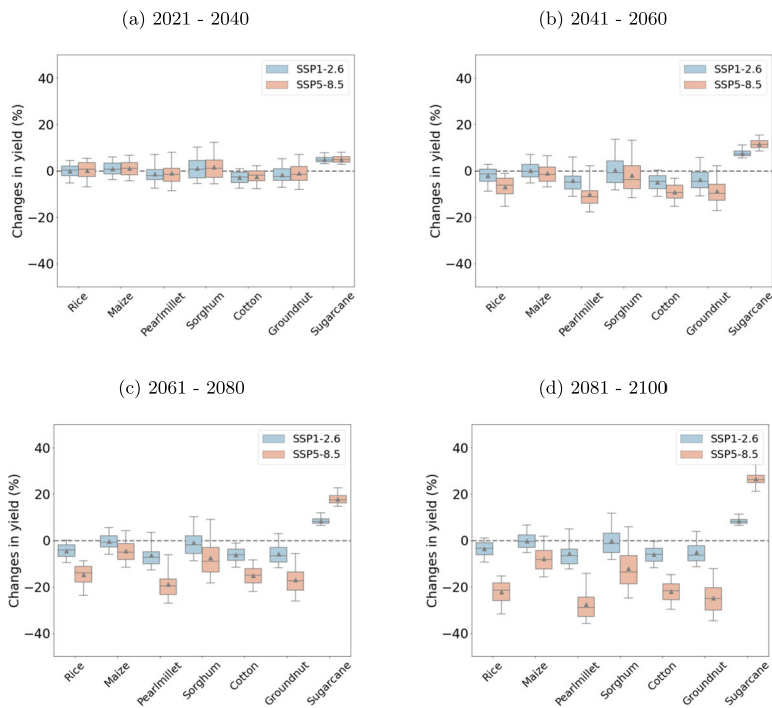 (a) 2021 - 2040
(b) 2041 - 2060
SSP1-2.6
SSP5-8.5
Changes in yield (%)
40
20
0
−20
−40
Rice
Maize
Pearlmillet
Sorghum
Cotton
Groundnut
Sugarcane
SSP1-2.6
SSP5-8.5
Changes in yield (%)
40
20
0
−20
−40
Rice
Maize
Pearlmillet
Sorghum
Cotton
Groundnut
Sugarcane
(c) 2061 - 2080
(d) 2081 - 2100
SSP1-2.6
SSP5-8.5
Changes in yield (%)
40
20
0
−20
−40
Rice
Maize
Pearlmillet
Sorghum
Cotton
Groundnut
Sugarcane
SSP1-2.6
SSP5-8.5
Changes in yield (%)
40
20
0
−20
−40
Rice
Maize
Pearlmillet
Sorghum
Cotton
Groundnut
Sugarcane